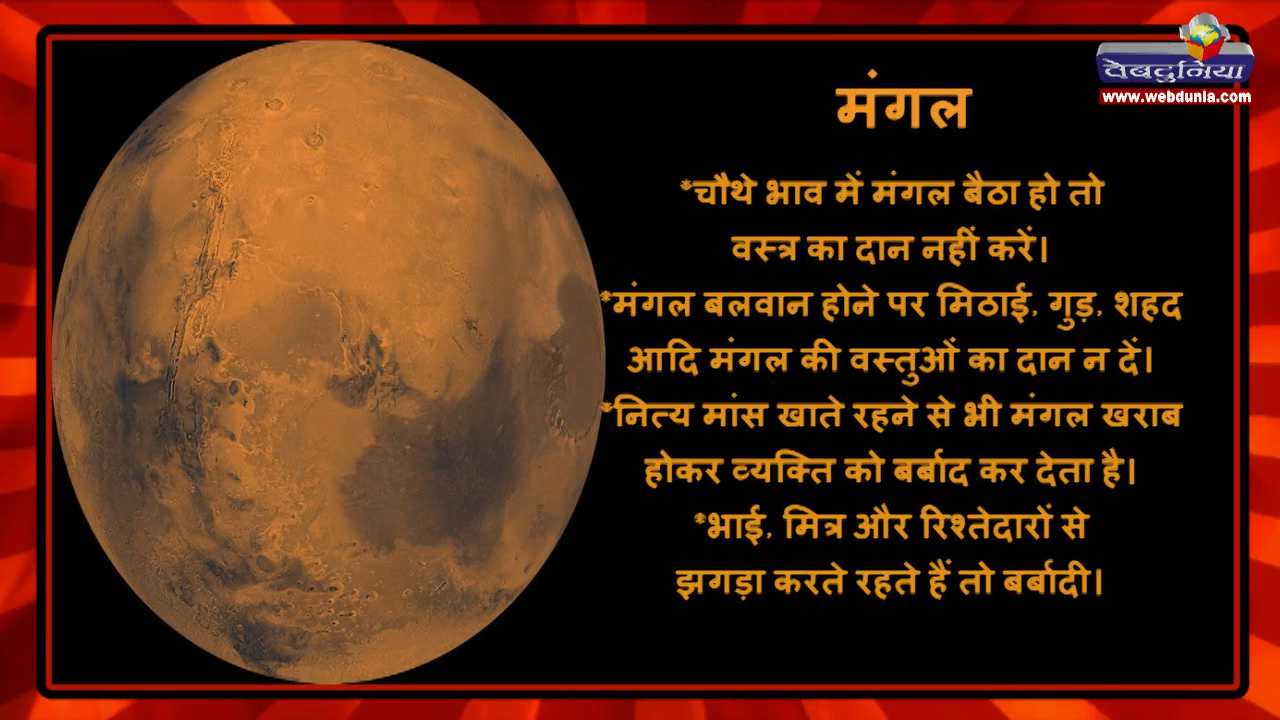 वेबदुनिया
www.webdunia.com
मंगल
*चौथे भाव में मंगल बैठा हो तो
वस्त्र का दान नहीं करें।
*मंगल बलवान होने पर मिठाई, गुड़, शहद
आदि मंगल की वस्तुओं का दान न दें।
*नित्य मांस खाते रहने से भी मंगल खराब
होकर व्यक्ति को बर्बाद कर देता है।
*भाई, मित्र और रिश्तेदारों से
झगड़ा करते रहते हैं तो बर्बादी।